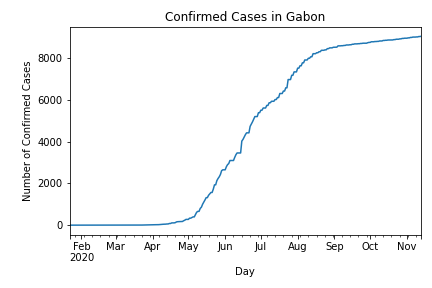 Confirmed Cases in Gabon
Number of Confirmed Cases
8000
6000
4000
2000
0
Feb Mar Apr May Jun Jul Aug Sep Oct Nov
2020
Day